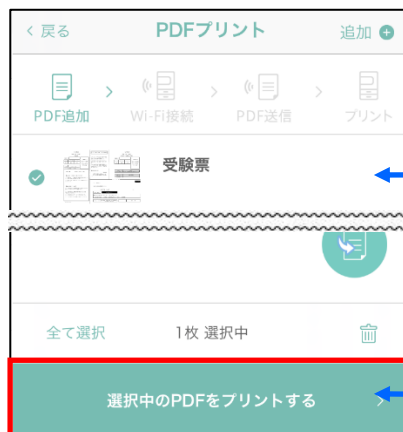 < 戻る PDFプリント 追加
PDF追加 Wi-Fi接続 PDF送信 プリント
受験票
全て選択 1枚 選択中
選択中のPDFをプリントする